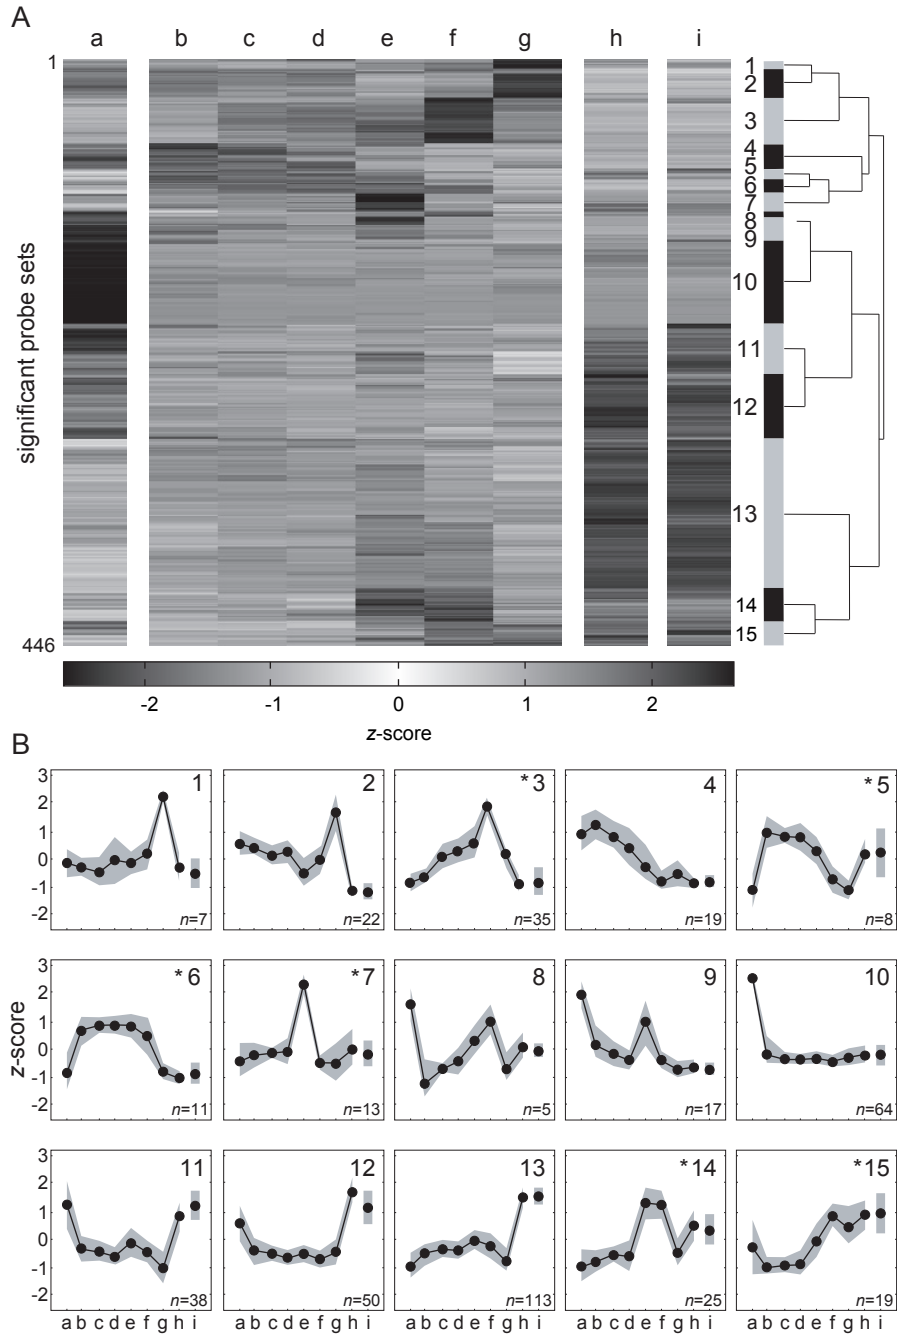 A
a b c d e f g h i
1
446
significant probe sets
1
2
3
4
5
6
7
8
9
10
11
12
13
14
15
-2 -1 0 1 2
z-score
B
z-score
3
2
1
0
-1
-2
1
n=7
2
n=22
*3
n=35
4
n=19
*5
n=8
3
2
1
0
-1
-2
*6
n=11
*7
n=13
8
n=5
9
n=17
10
n=64
3
2
1
0
-1
-2
11
n=38
12
n=50
13
n=113
*14
n=25
*15
n=19
a b c d e f g h i
a b c d e f g h i
a b c d e f g h i
a b c d e f g h i
a b c d e f g h i